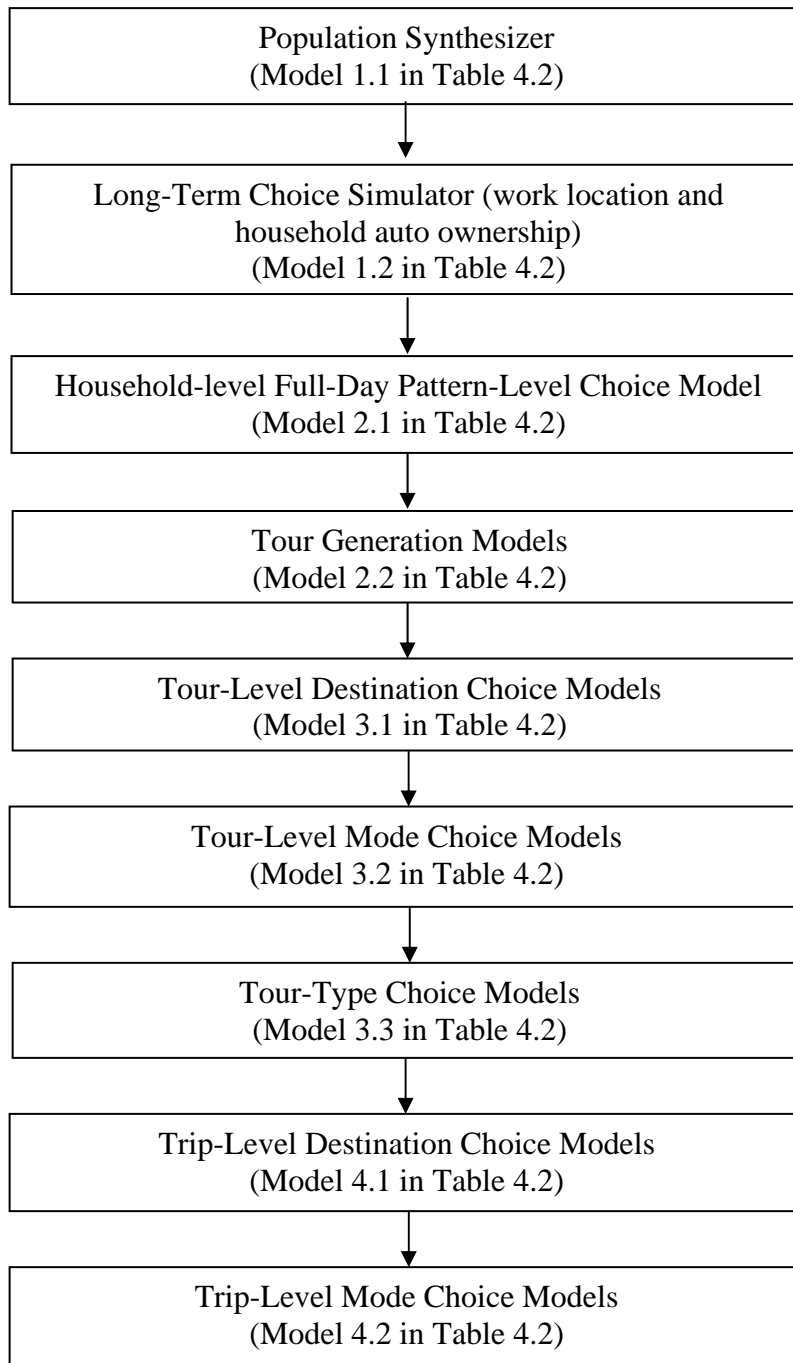 Population Synthesizer
(Model 1.1 in Table 4.2)
Long-Term Choice Simulator (work location and
household auto ownership)
(Model 1.2 in Table 4.2)
Household-level Full-Day Pattern-Level Choice Model
(Model 2.1 in Table 4.2)
Tour Generation Models
(Model 2.2 in Table 4.2)
Tour-Level Destination Choice Models
(Model 3.1 in Table 4.2)
Tour-Level Mode Choice Models
(Model 3.2 in Table 4.2)
Tour-Type Choice Models
(Model 3.3 in Table 4.2)
Trip-Level Destination Choice Models
(Model 4.1 in Table 4.2)
Trip-Level Mode Choice Models
(Model 4.2 in Table 4.2)